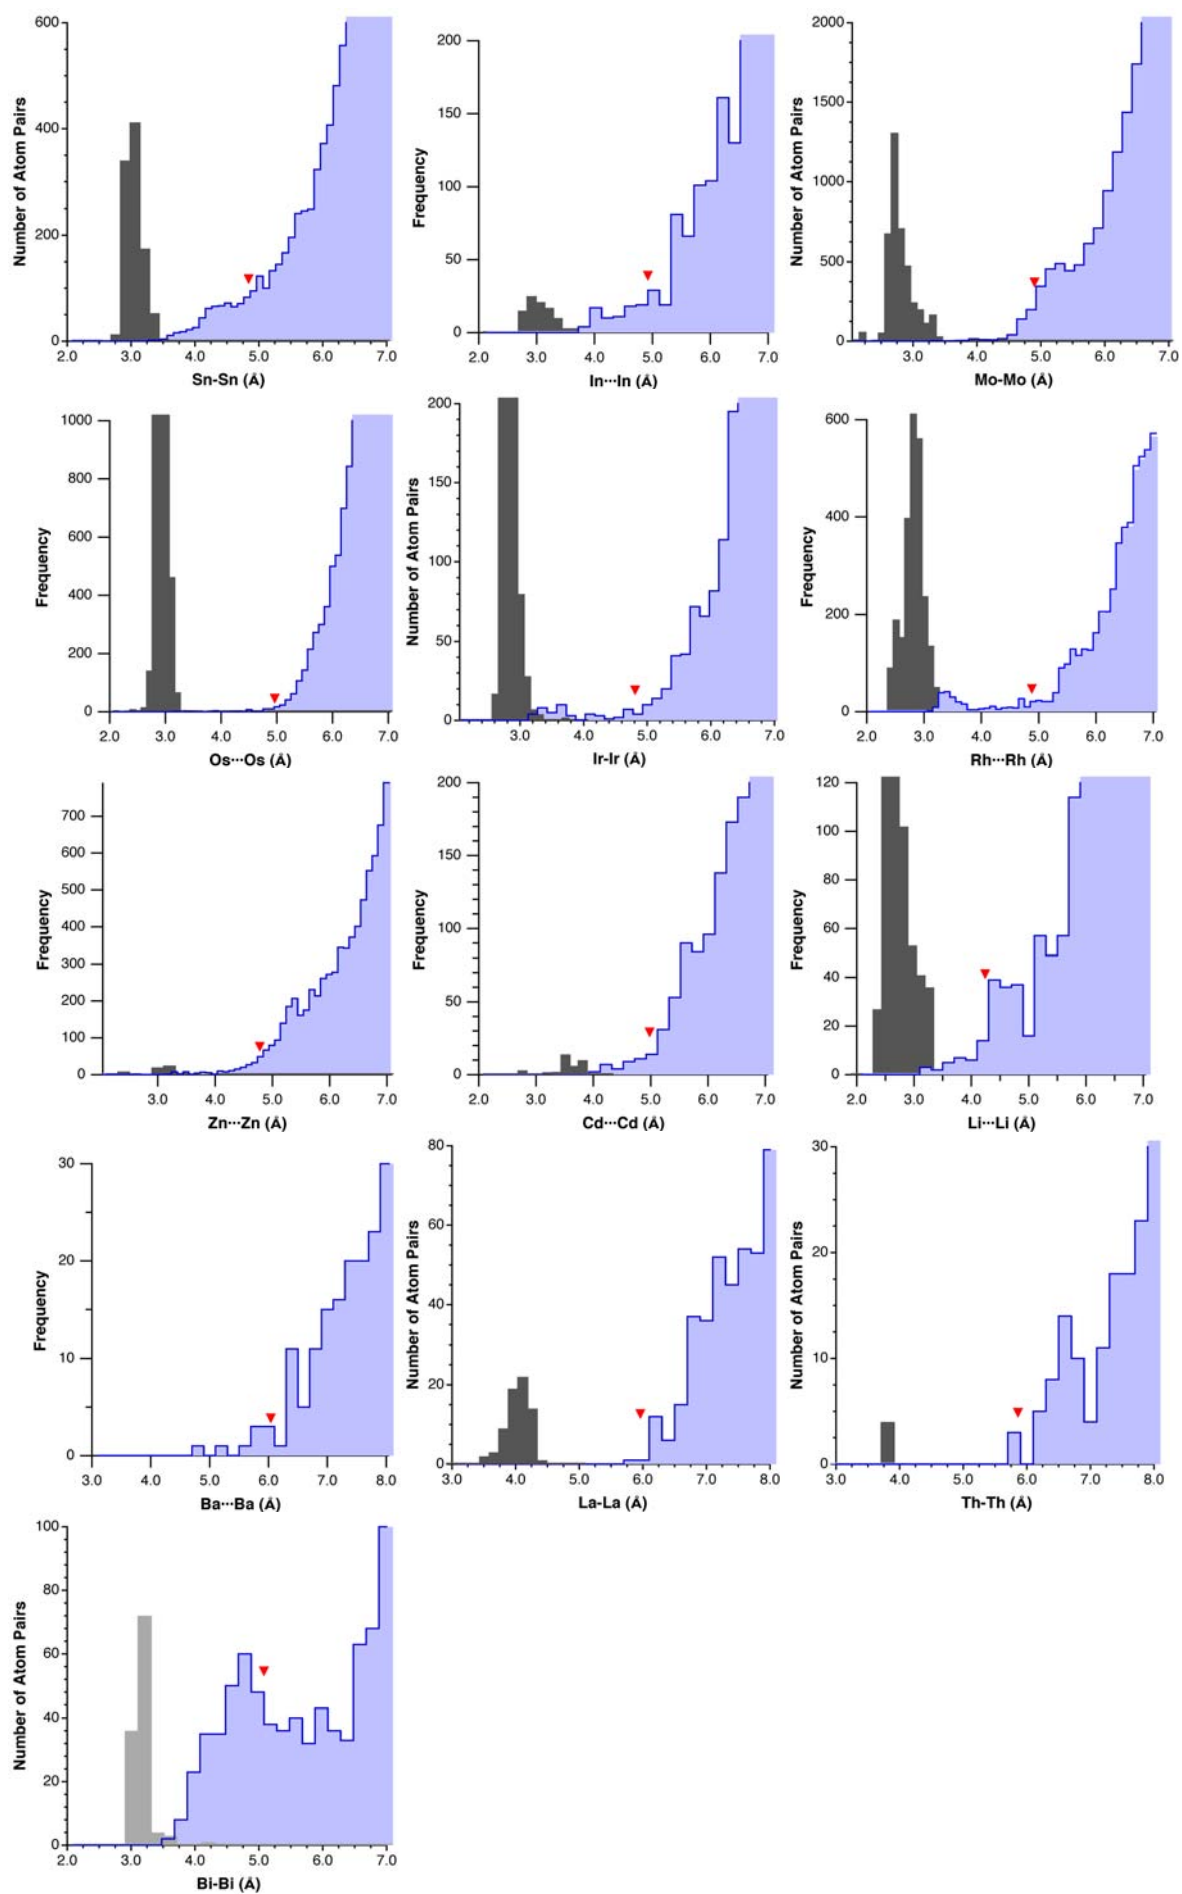 Number of Atom Pairs
600
400
200
0
2.0 3.0 4.0 5.0 6.0 7.0
Sn-Sn (Å)
Frequency
200
150
100
50
0
2.0 3.0 4.0 5.0 6.0 7.0
In···In (Å)
Number of Atom Pairs
2000
1500
1000
500
0
3.0 4.0 5.0 6.0 7.0
Mo-Mo (Å)
Frequency
1000
800
600
400
200
0
2.0 3.0 4.0 5.0 6.0 7.0
Os···Os (Å)
Number of Atom Pairs
200
150
100
50
0
3.0 4.0 5.0 6.0 7.0
Ir-Ir (Å)
Frequency
600
400
200
0
2.0 3.0 4.0 5.0 6.0 7.0
Rh···Rh (Å)
Frequency
700
600
500
400
300
200
100
0
3.0 4.0 5.0 6.0 7.0
Zn···Zn (Å)
Frequency
200
150
100
50
0
2.0 3.0 4.0 5.0 6.0 7.0
Cd···Cd (Å)
Frequency
120
100
80
60
40
20
0
2.0 3.0 4.0 5.0 6.0 7.0
Li···Li (Å)
Frequency
30
20
10
0
3.0 4.0 5.0 6.0 7.0 8.0
Ba···Ba (Å)
Number of Atom Pairs
80
60
40
20
0
3.0 4.0 5.0 6.0 7.0 8.0
La-La (Å)
Number of Atom Pairs
30
20
10
0
3.0 4.0 5.0 6.0 7.0 8.0
Th-Th (Å)
Number of Atom Pairs
100
80
60
40
20
0
2.0 3.0 4.0 5.0 6.0 7.0
Bi-Bi (Å)